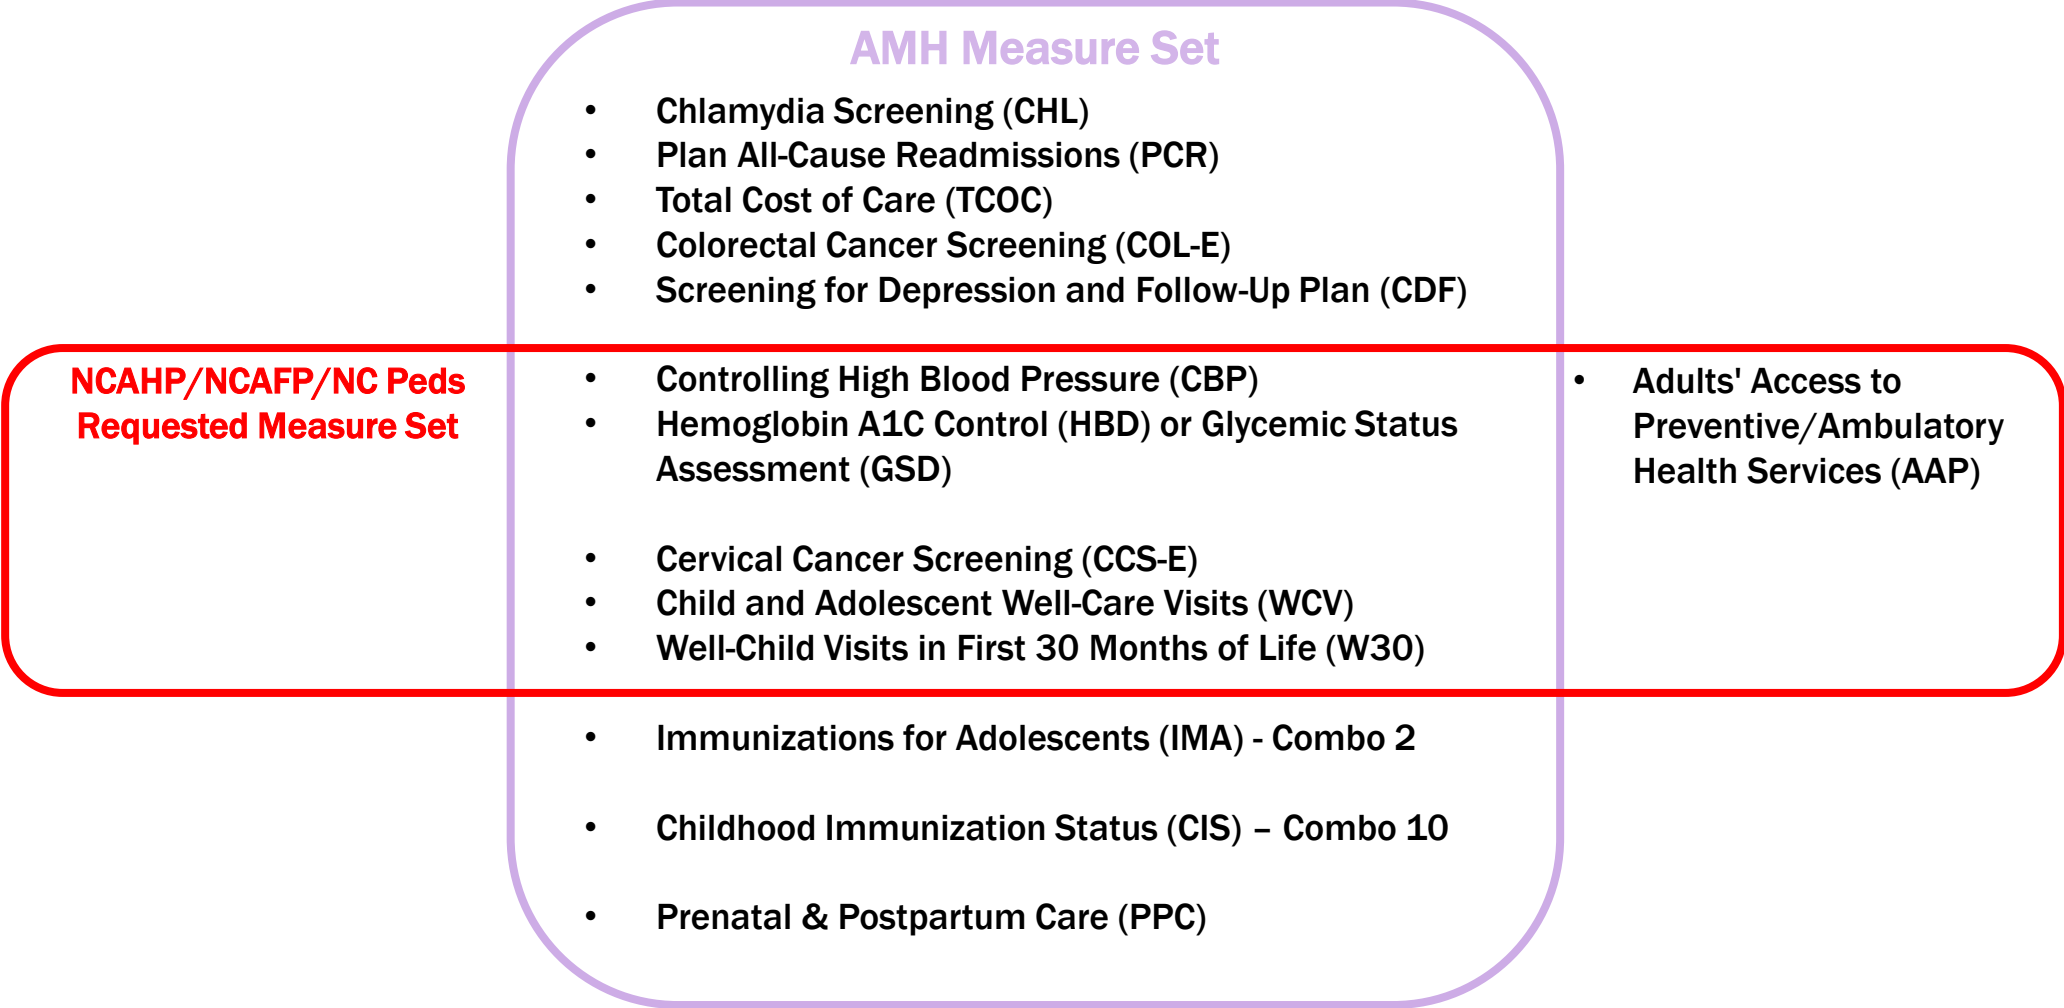 AMH Measure Set
• Chlamydia Screening (CHL)
• Plan All-Cause Readmissions (PCR)
• Total Cost of Care (TCOC)
• Colorectal Cancer Screening (COL-E)
• Screening for Depression and Follow-Up Plan (CDF)
NCAHP/NCAFP/NC Peds
Requested Measure Set
• Controlling High Blood Pressure (CBP)
• Hemoglobin A1C Control (HBD) or Glycemic Status
Assessment (GSD)
• Cervical Cancer Screening (CCS-E)
• Child and Adolescent Well-Care Visits (WCV)
• Well-Child Visits in First 30 Months of Life (W30)
• Adults' Access to
Preventive/Ambulatory
Health Services (AAP)
• Immunizations for Adolescents (IMA) - Combo 2
• Childhood Immunization Status (CIS) – Combo 10
• Prenatal & Postpartum Care (PPC)